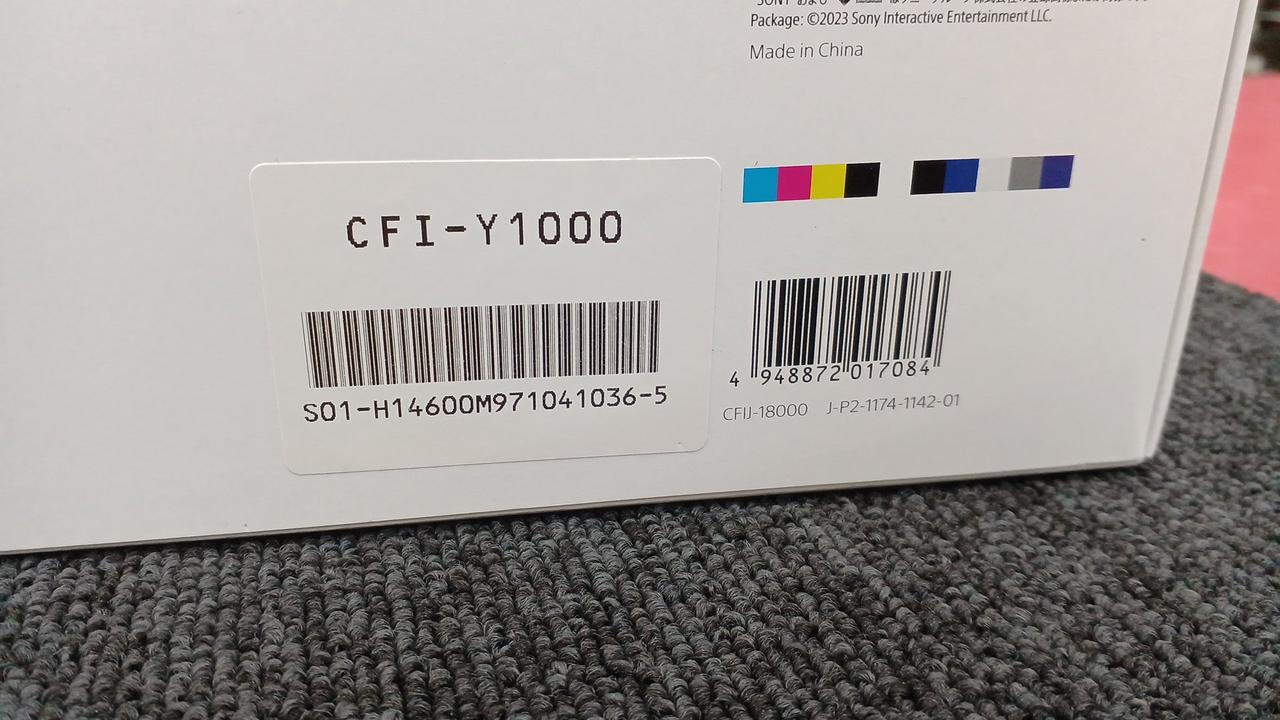 Package: ©2023 Sony Interactive Entertainment LLC.
Made in China
CFI-Y1000
S01-H14600M971041036-5
4 948872 017084
CFIJ-18000 J-P2-1174-1142-01